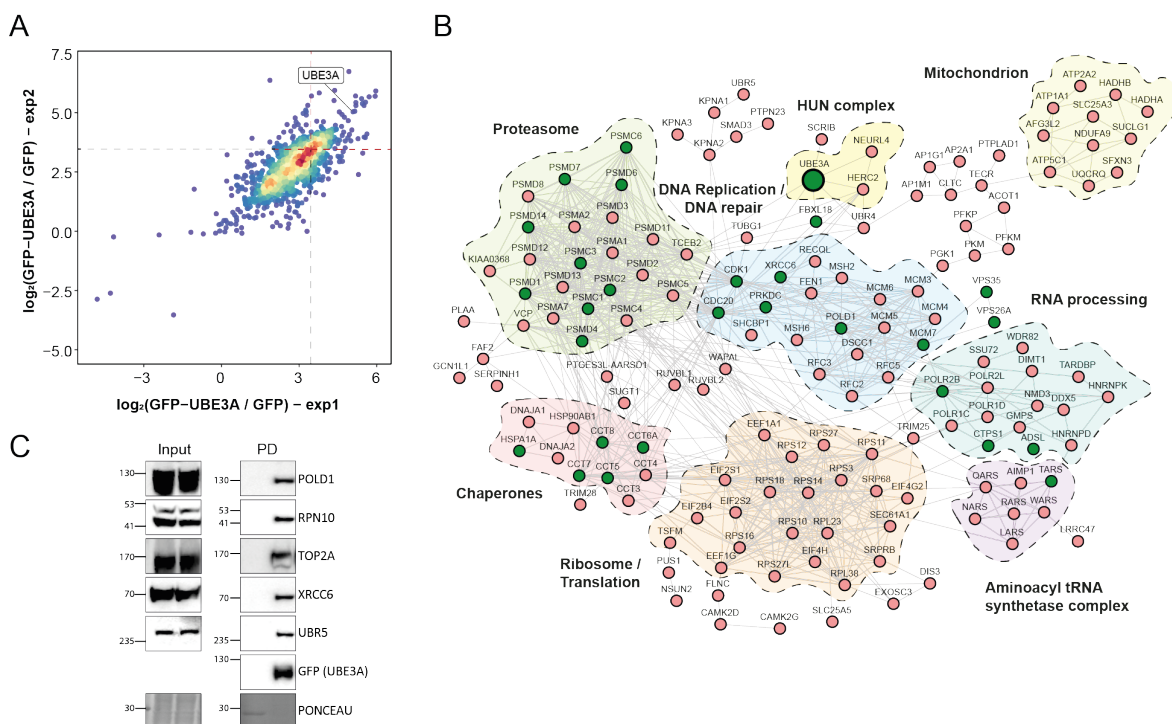 A
7.5
5.0
2.5
0.0
−2.5
−5.0
−3
0
3
6
UBE3A
log₂(GFP−UBE3A / GFP) − exp2
log₂(GFP−UBE3A / GFP) − exp1
B
Proteasome
HUN complex
Mitochondrion
DNA Replication /
DNA repair
RNA processing
Chaperones
Ribosome /
Translation
Aminoacyl tRNA
synthetase complex
UBR5
KPNA1
PTPN23
KPNA3
SMAD3
KPNA2
SCRIB
NEURL4
UBE3A
HERC2
FBXL18
UBR4
TUBG1
ATP2A2
HADHB
ATP1A1
SLC25A3
HADHA
AFG3L2
NDUFA9
SUCLG1
ATP5C1
SFXN3
UQCRQ
AP1G1
AP2A1
PTPLAD1
AP1M1
CLTC
TECR
ACOT1
PFKP
PKM
PFKM
PGK1
PSMC6
PSMD7
PSMD6
PSMD8
PSMD3
PSMD14
PSMA2
PSMD11
PSMD12
PSMC3
PSMA1
TCEB2
KIAA0368
PSMD2
PSMD13
PSMC2
PSMC5
PSMD1
PSMC1
PSMA7
PSMC4
VCP
PSMD4
PLAA
FAF2
GCN1L1
SERPINH1
PTGES3L-AARSD1
SUGT1
RUVBL1
RUVBL2
WAPAL
RECQL
CDK1
XRCC6
FEN1
MSH2
MCM3
MCM6
CDC20
PRKDC
POLD1
MCM5
MCM4
SHCBP1
MSH6
DSCC1
MCM7
RFC3
RFC5
RFC2
VPS35
VPS26A
WDR82
SSU72
DIMT1
POLR2B
POLR2L
TARDBP
NMD3
HNRNPK
POLR1C
POLR1D
DDX5
GMPS
CTPS1
ADSL
HNRNPD
TRIM25
DNAJA1
HSP90AB1
HSPA1A
DNAJA2
CCT8
CCT6A
CCT7
CCT5
CCT4
CCT3
TRIM28
EEF1A1
RPS12
RPS27
RPS11
EIF2S1
RPS18
RPS14
RPS3
SRP68
EIF4G2
EIF2B4
EIF2S2
RPS10
RPL23
SEC61A1
TSFM
RPS16
EIF4H
SRPRB
EEF1G
RPS27L
RPL38
PUS1
NSUN2
FLNC
CAMK2D
CAMK2G
SLC25A5
EXOSC3
DIS3
QARS
AIMP1
TARS
NARS
RARS
WARS
LARS
LRRC47
C
Input
PD
130
130
POLD1
53
41
53
41
RPN10
170
170
TOP2A
70
70
XRCC6
235
235
UBR5
130
GFP (UBE3A)
30
30
PONCEAU